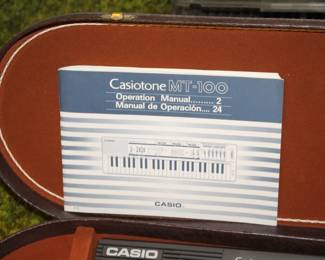 Casiotone MT-100
Operation Manual......... 2
Manual de Operación.... 24
CASIO
CASIO